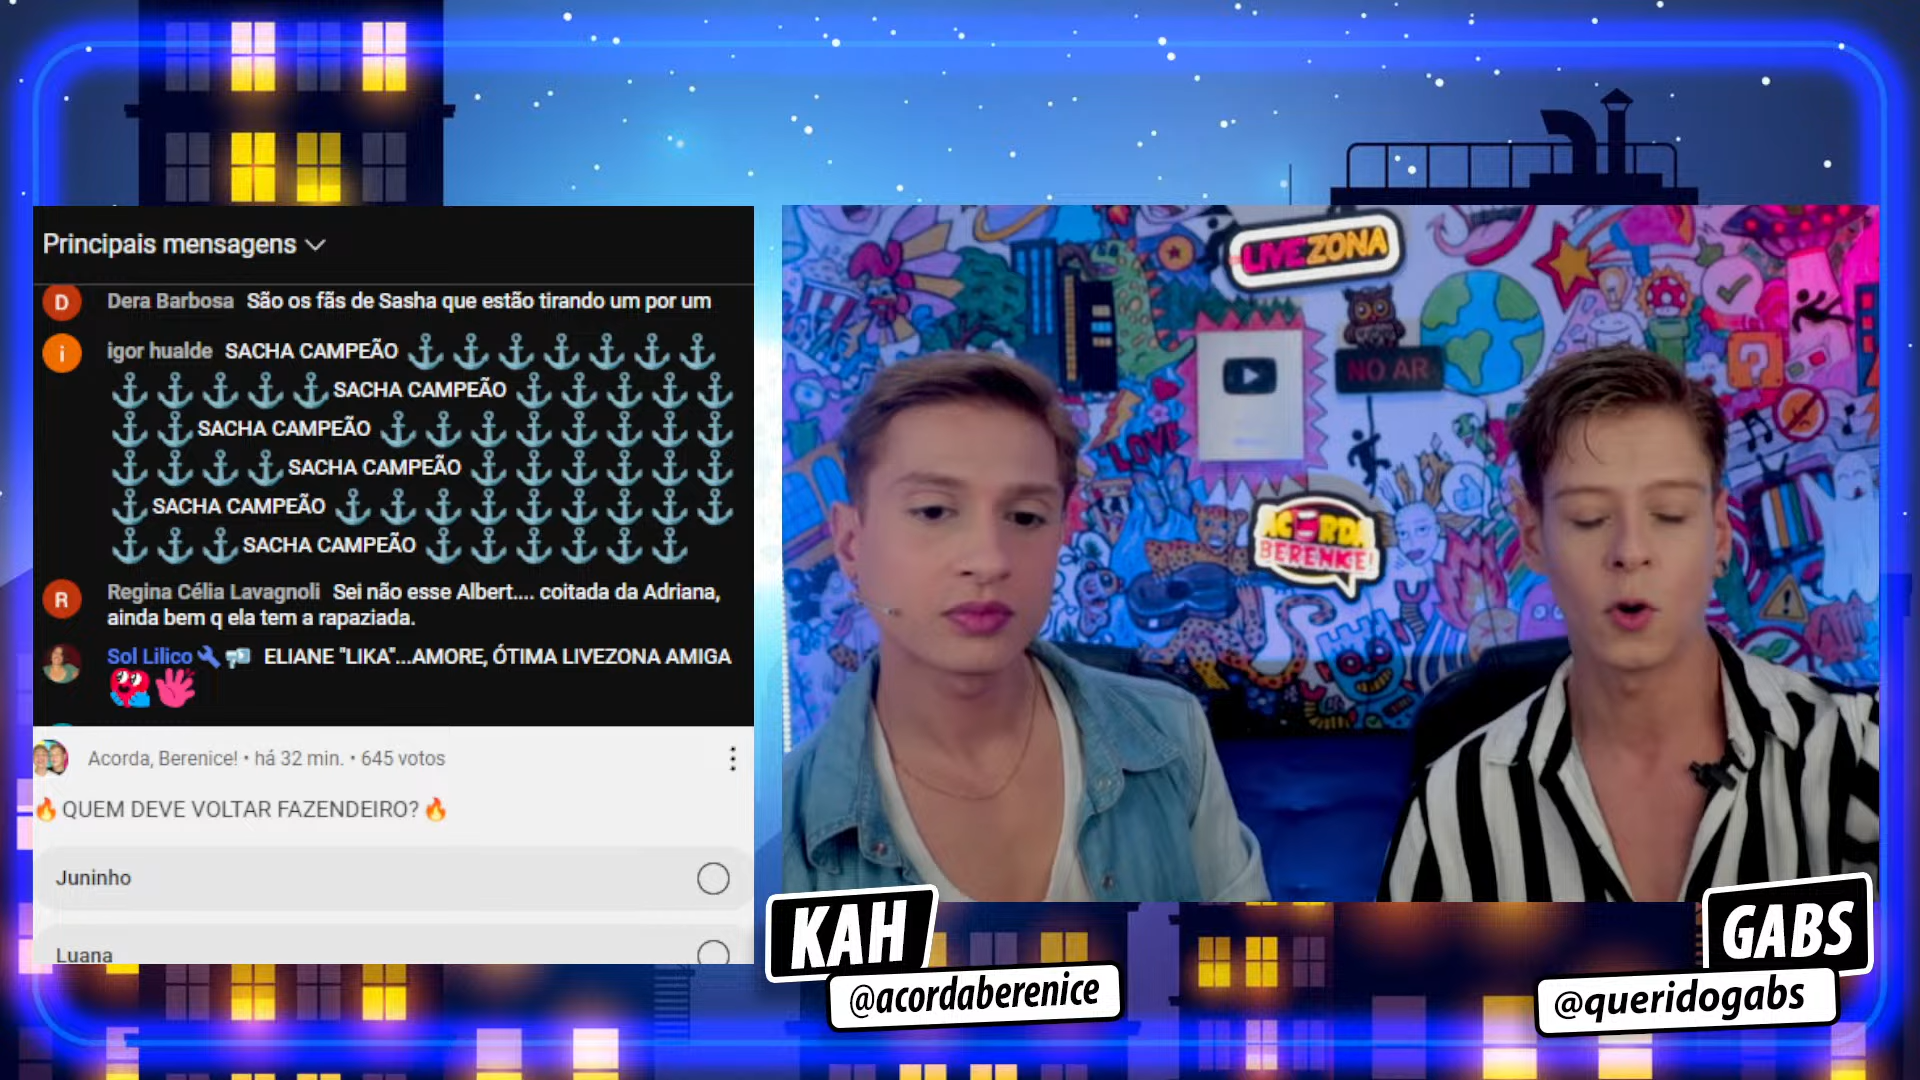 Principais mensagens
D Dera Barbosa São os fãs de Sasha que estão tirando um por um
i igor hualde SACHA CAMPEÃO ⚓⚓⚓⚓⚓⚓⚓
⚓⚓⚓⚓⚓ SACHA CAMPEÃO ⚓⚓⚓⚓⚓
⚓⚓ SACHA CAMPEÃO ⚓⚓⚓⚓⚓⚓⚓⚓
⚓⚓⚓⚓ SACHA CAMPEÃO ⚓⚓⚓⚓⚓⚓
⚓ SACHA CAMPEÃO ⚓⚓⚓⚓⚓⚓⚓⚓⚓
⚓⚓⚓ SACHA CAMPEÃO ⚓⚓⚓⚓⚓⚓
R Regina Célia Lavagnoli Sei não esse Albert.... coitada da Adriana,
ainda bem q ela tem a rapaziada.
Sol Lilico ELIANE "LIKA"...AMORE, ÓTIMA LIVEZONA AMIGA
Acorda, Berenice! • há 32 min. • 645 votos
🔥 QUEM DEVE VOLTAR FAZENDEIRO? 🔥
Juninho
Luana
LIVEZONA
NO AR
LOVE
ACORDA,
BERENICE!
KAH
@acordaberenice
GABS
@queridogabs